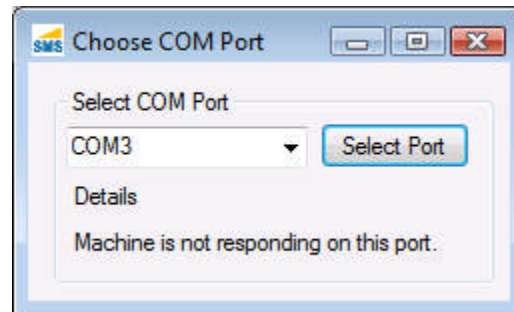 SMS Choose COM Port
Select COM Port
COM3
Select Port
Details
Machine is not responding on this port.